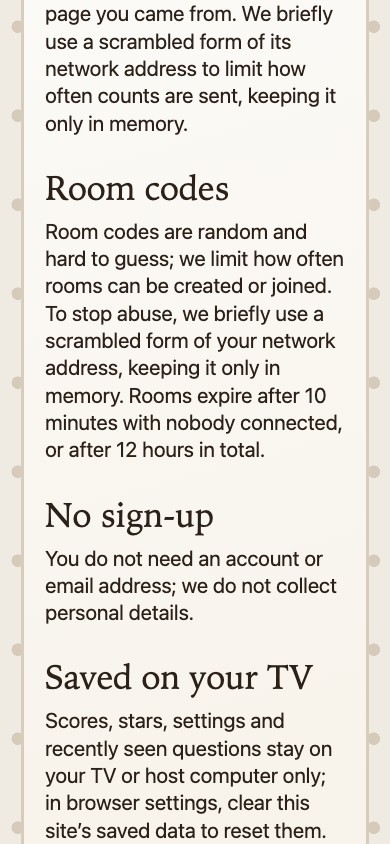 page you came from. We briefly
use a scrambled form of its
network address to limit how
often counts are sent, keeping it
only in memory.
Room codes
Room codes are random and
hard to guess; we limit how often
rooms can be created or joined.
To stop abuse, we briefly use a
scrambled form of your network
address, keeping it only in
memory. Rooms expire after 10
minutes with nobody connected,
or after 12 hours in total.
No sign-up
You do not need an account or
email address; we do not collect
personal details.
Saved on your TV
Scores, stars, settings and
recently seen questions stay on
your TV or host computer only;
in browser settings, clear this
site’s saved data to reset them.